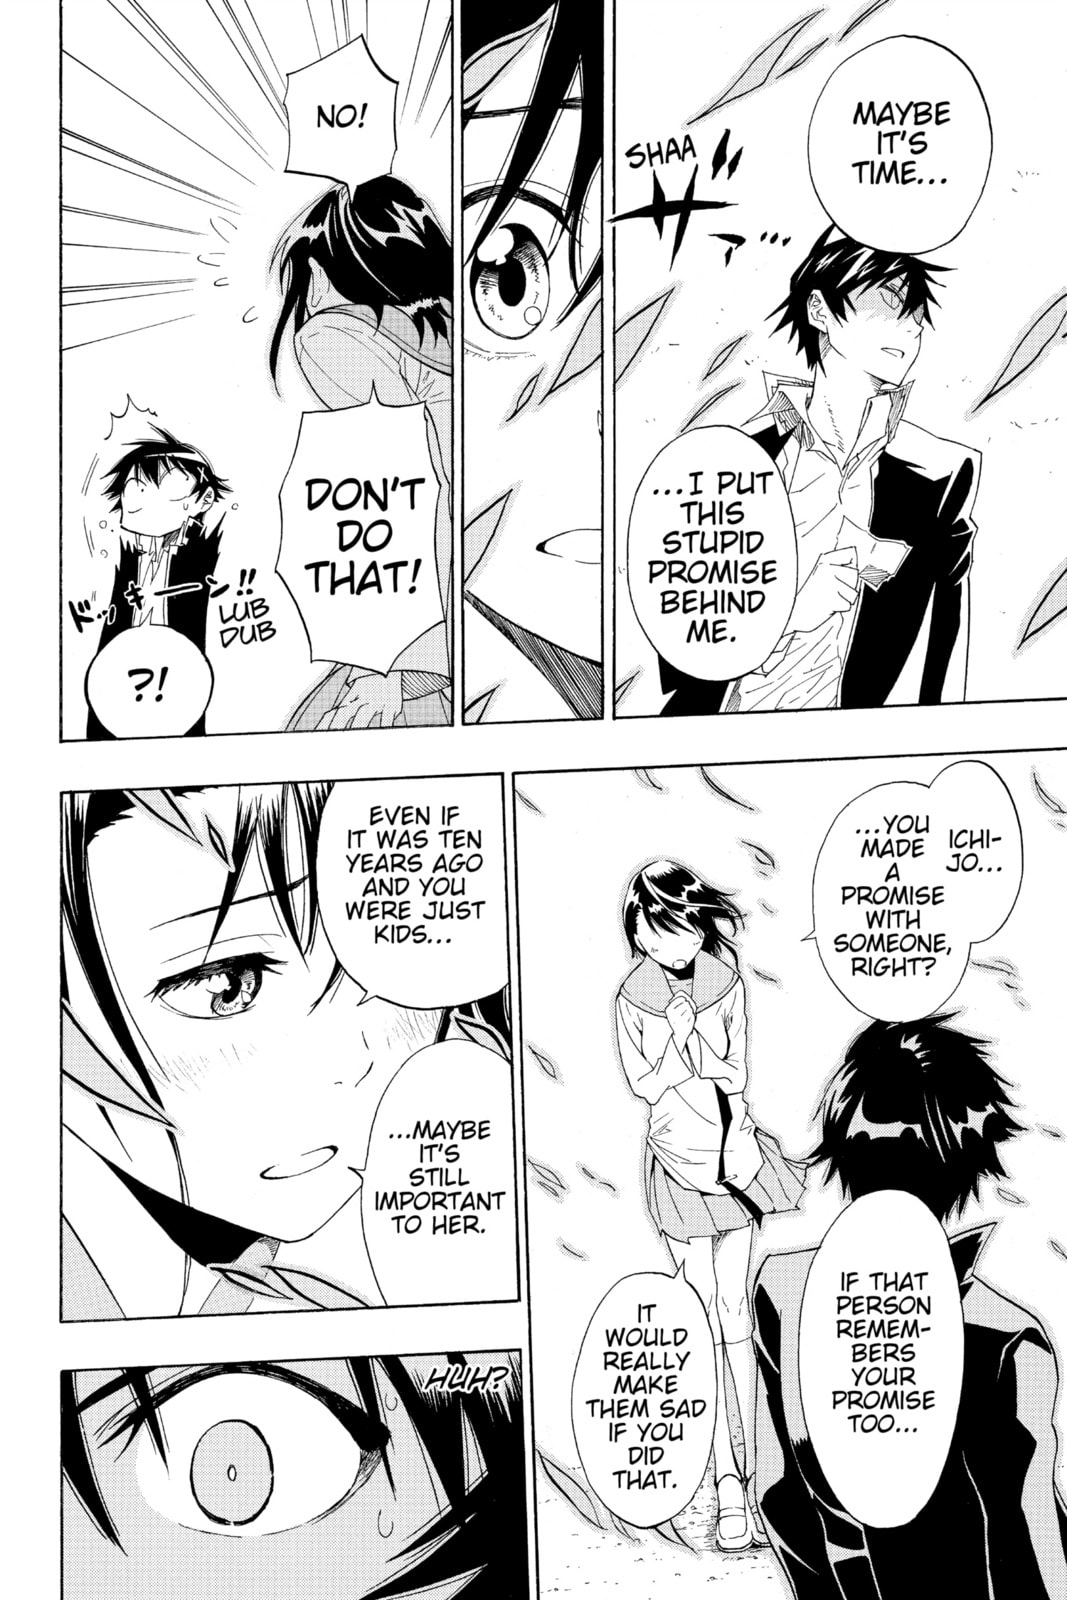 MAYBE
IT'S
TIME...
...I PUT
THIS
STUPID
PROMISE
BEHIND
ME.
SHAA
ザァ...
NO!
DON'T
DO
THAT!
ドッキーン!!
LUB
DUB
?!
ICHI-
JO...
...YOU
MADE
A
PROMISE
WITH
SOMEONE,
RIGHT?
IF THAT
PERSON
REMEM-
BERS
YOUR
PROMISE
TOO...
IT
WOULD
REALLY
MAKE
THEM SAD
IF YOU
DID
THAT.
EVEN IF
IT WAS TEN
YEARS AGO
AND YOU
WERE JUST
KIDS...
...MAYBE
IT'S
STILL
IMPORTANT
TO HER.
HUH?